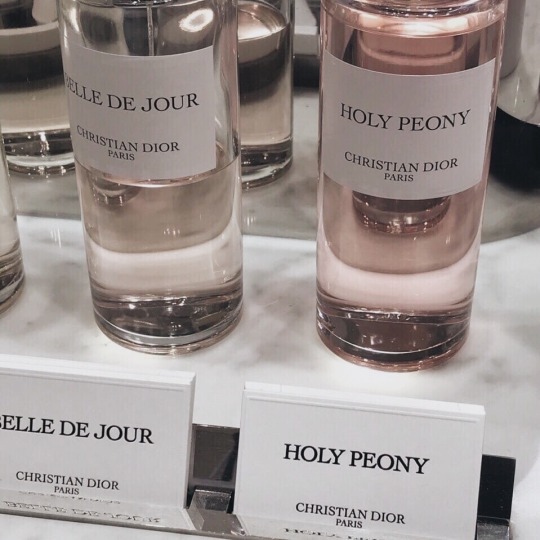 BELLE DE JOUR
CHRISTIAN DIOR
PARIS
HOLY PEONY
CHRISTIAN DIOR
PARIS
BELLE DE JOUR
CHRISTIAN DIOR
PARIS
HOLY PEONY
CHRISTIAN DIOR
PARIS